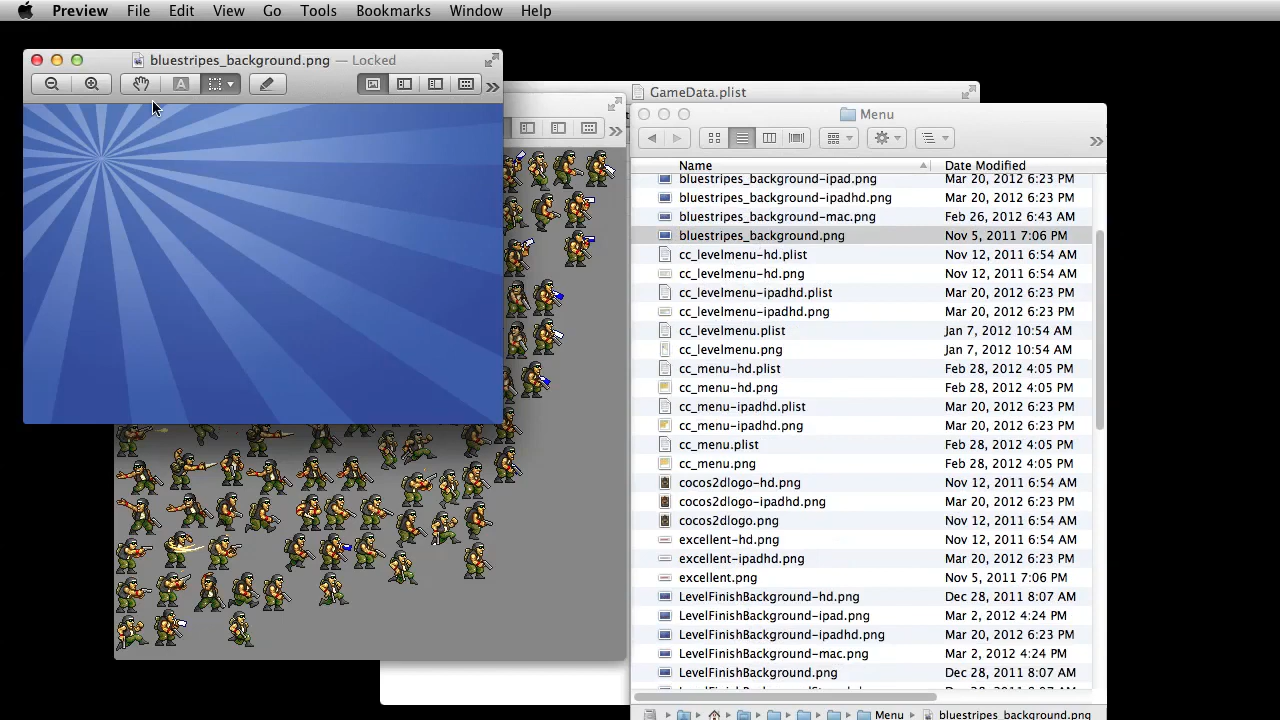 Preview File Edit View Go Tools Bookmarks Window Help
bluestripes_background.png — Locked
GameData.plist
Menu
Name Date Modified
bluestripes_background-ipad.png Mar 20, 2012 6:23 PM
bluestripes_background-ipadhd.png Mar 20, 2012 6:23 PM
bluestripes_background-mac.png Feb 26, 2012 6:43 AM
bluestripes_background.png Nov 5, 2011 7:06 PM
cc_levelmenu-hd.plist Nov 12, 2011 6:54 AM
cc_levelmenu-hd.png Nov 12, 2011 6:54 AM
cc_levelmenu-ipadhd.plist Mar 20, 2012 6:23 PM
cc_levelmenu-ipadhd.png Mar 20, 2012 6:23 PM
cc_levelmenu.plist Jan 7, 2012 10:54 AM
cc_levelmenu.png Jan 7, 2012 10:54 AM
cc_menu-hd.plist Feb 28, 2012 4:05 PM
cc_menu-hd.png Feb 28, 2012 4:05 PM
cc_menu-ipadhd.plist Mar 20, 2012 6:23 PM
cc_menu-ipadhd.png Mar 20, 2012 6:23 PM
cc_menu.plist Feb 28, 2012 4:05 PM
cc_menu.png Feb 28, 2012 4:05 PM
cocos2dlogo-hd.png Nov 12, 2011 6:54 AM
cocos2dlogo-ipadhd.png Mar 20, 2012 6:23 PM
cocos2dlogo.png Nov 12, 2011 6:54 AM
excellent-hd.png Nov 12, 2011 6:54 AM
excellent-ipadhd.png Mar 20, 2012 6:23 PM
excellent.png Nov 5, 2011 7:06 PM
LevelFinishBackground-hd.png Dec 28, 2011 8:07 AM
LevelFinishBackground-ipad.png Mar 2, 2012 4:24 PM
LevelFinishBackground-ipadhd.png Mar 20, 2012 6:23 PM
LevelFinishBackground-mac.png Mar 2, 2012 4:24 PM
LevelFinishBackground.png Dec 28, 2011 8:07 AM
Menu bluestripes_background.png